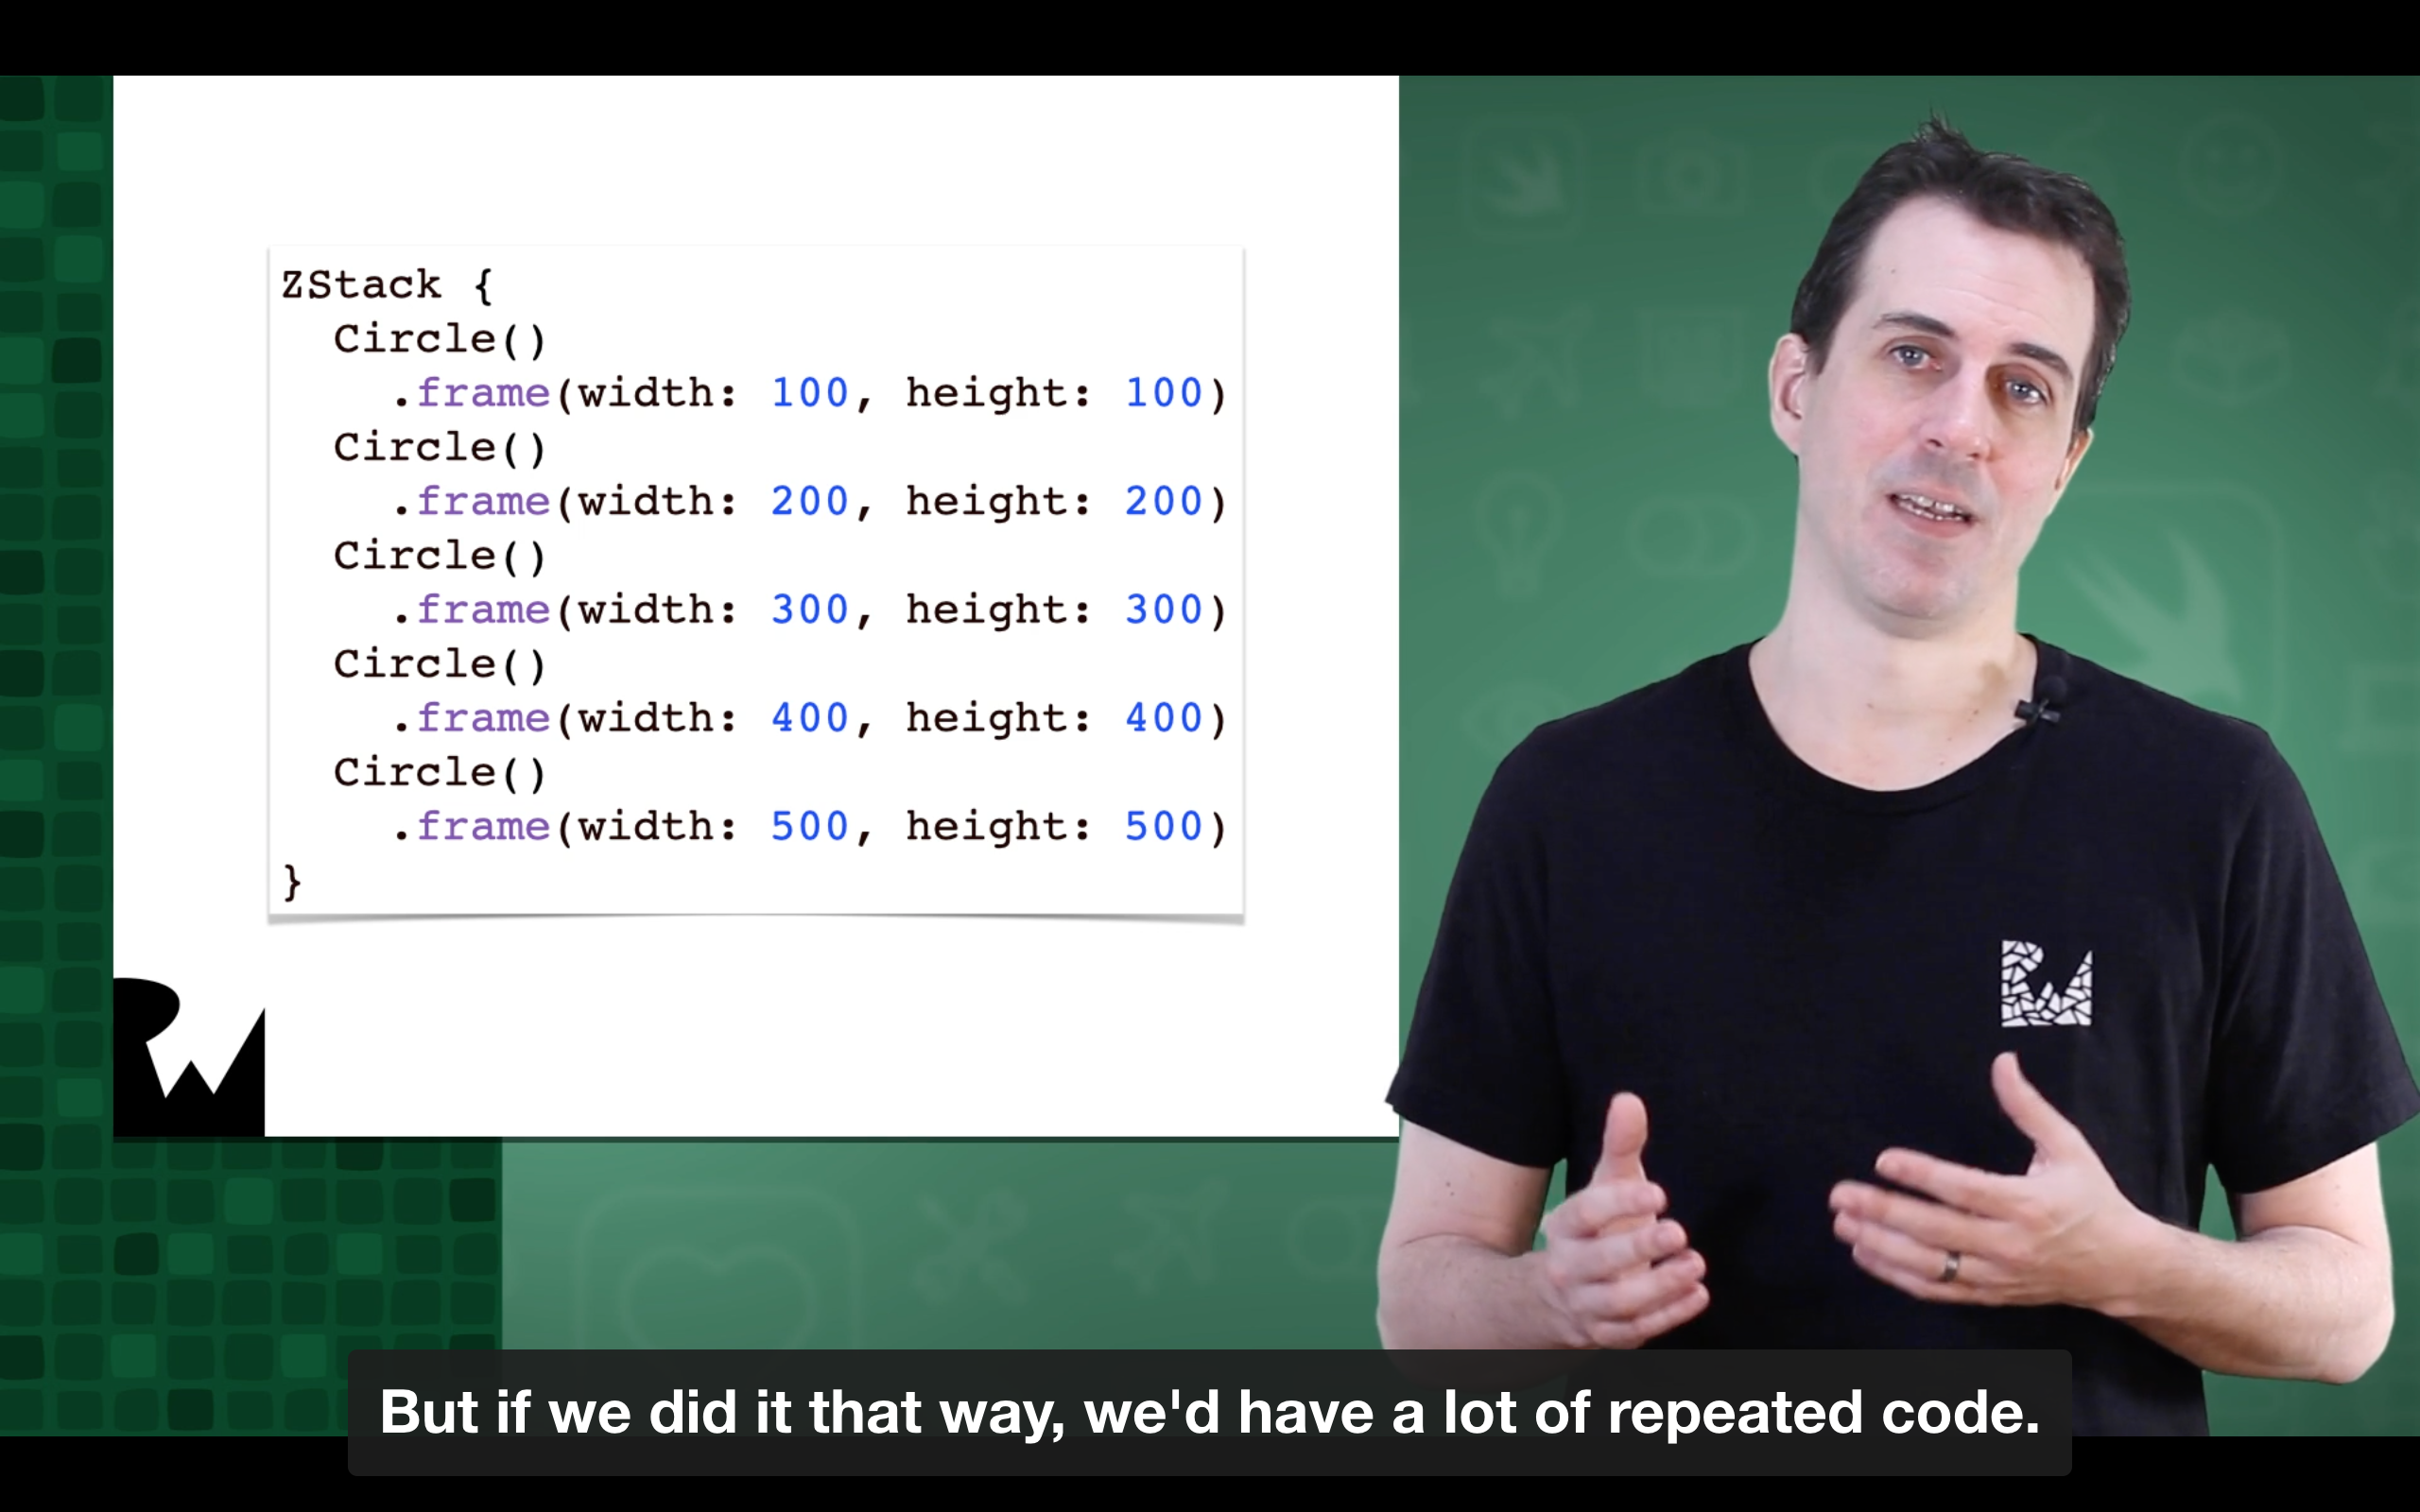 ZStack {
  Circle()
    .frame(width: 100, height: 100)
  Circle()
    .frame(width: 200, height: 200)
  Circle()
    .frame(width: 300, height: 300)
  Circle()
    .frame(width: 400, height: 400)
  Circle()
    .frame(width: 500, height: 500)
}
RW
RW
But if we did it that way, we'd have a lot of repeated code.